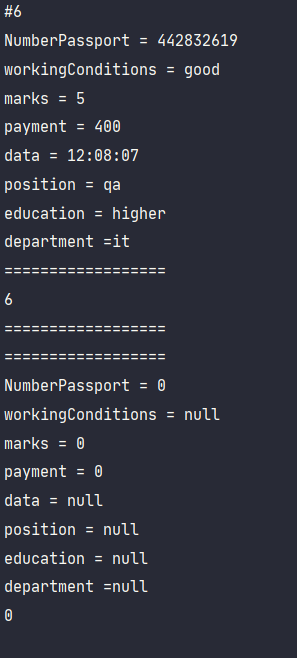 #6
NumberPassport = 442832619
workingConditions = good
marks = 5
payment = 400
data = 12:08:07
position = qa
education = higher
department =it
==================
6
==================
==================
NumberPassport = 0
workingConditions = null
marks = 0
payment = 0
data = null
position = null
education = null
department =null
0